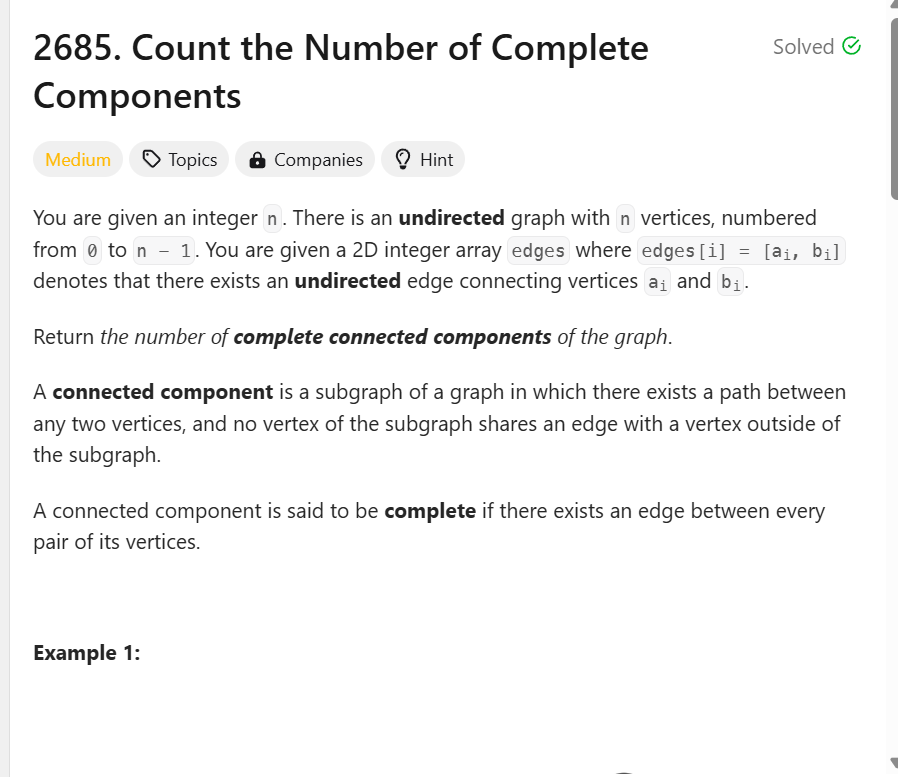 2685. Count the Number of Complete
Components
Solved
Medium
Topics
Companies
Hint
You are given an integer n. There is an undirected graph with n vertices, numbered
from 0 to n - 1. You are given a 2D integer array edges where edges[i] = [aᵢ, bᵢ]
denotes that there exists an undirected edge connecting vertices aᵢ and bᵢ.
Return the number of complete connected components of the graph.
A connected component is a subgraph of a graph in which there exists a path between
any two vertices, and no vertex of the subgraph shares an edge with a vertex outside of
the subgraph.
A connected component is said to be complete if there exists an edge between every
pair of its vertices.
Example 1: